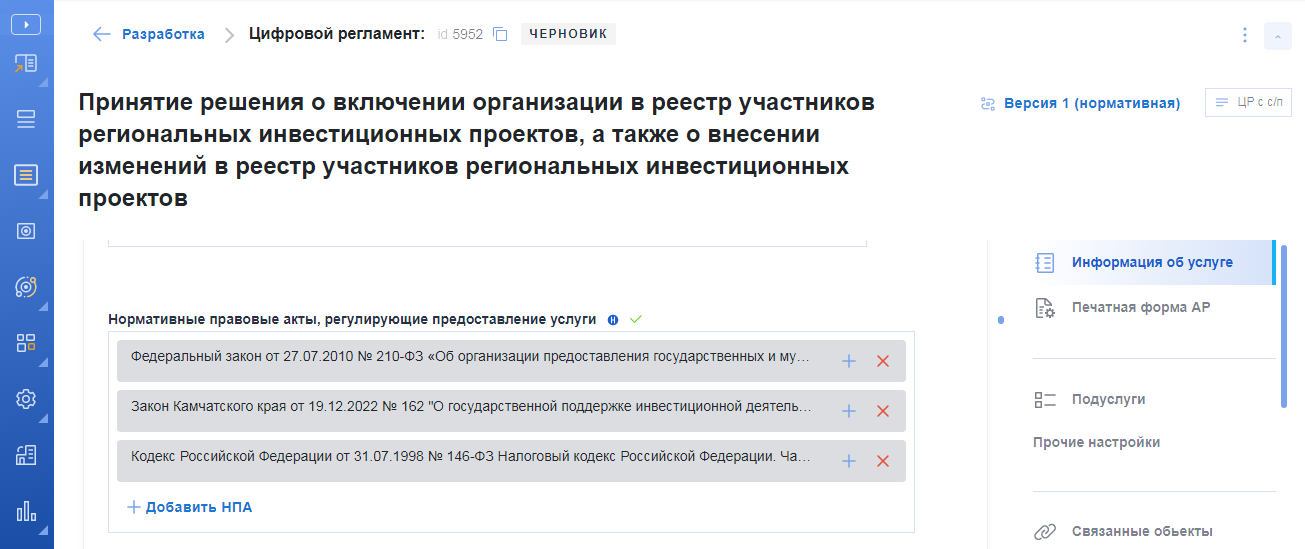 Разработка Цифровой регламент: id 5952 ЧЕРНОВИК
Принятие решения о включении организации в реестр участников
региональных инвестиционных проектов, а также о внесении
изменений в реестр участников региональных инвестиционных
проектов
Версия 1 (нормативная) ЦР с с/п
Нормативные правовые акты, регулирующие предоставление услуги Н
Федеральный закон от 27.07.2010 № 210-ФЗ «Об организации предоставления государственных и му...
Закон Камчатского края от 19.12.2022 № 162 "О государственной поддержке инвестиционной деятель...
Кодекс Российской Федерации от 31.07.1998 № 146-ФЗ Налоговый кодекс Российской Федерации. Ча...
Добавить НПА
Информация об услуге
Печатная форма АР
Подуслуги
Прочие настройки
Связанные обьекты